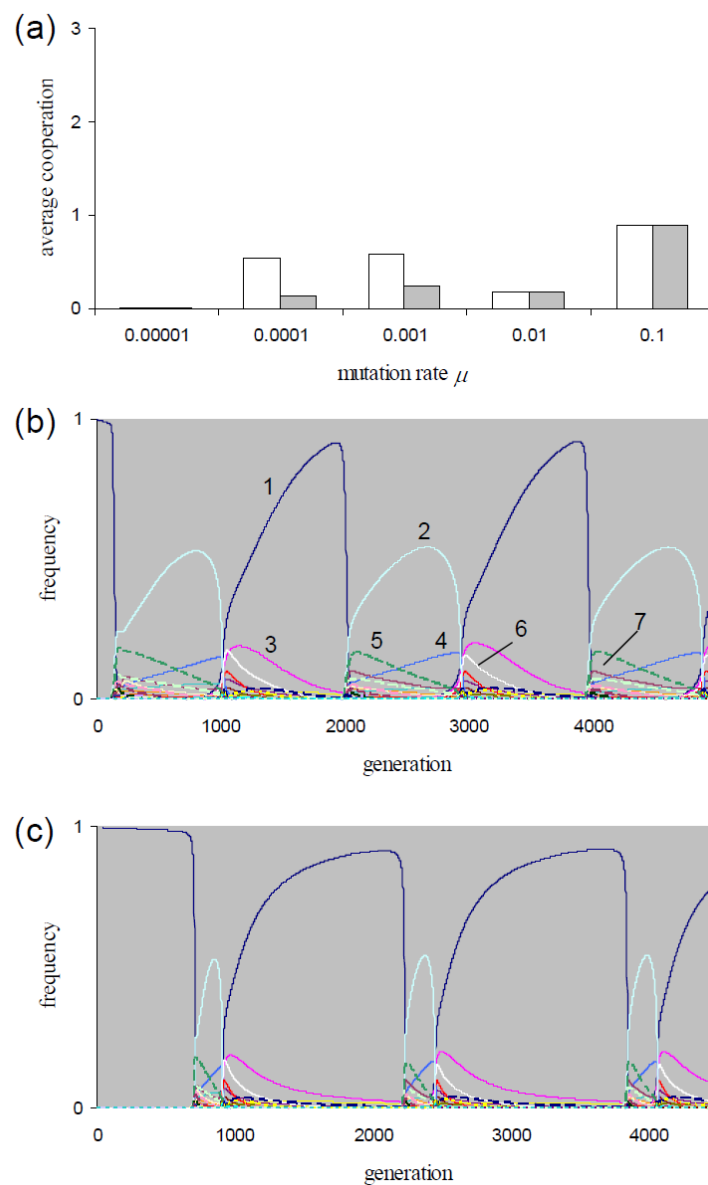 (a)
3
2
1
0
average cooperation
0.00001 0.0001 0.001 0.01 0.1
mutation rate μ
(b)
1
0
frequency
1
2
3
5
4
6
7
0 1000 2000 3000 4000
generation
(c)
1
0
frequency
0 1000 2000 3000 4000
generation